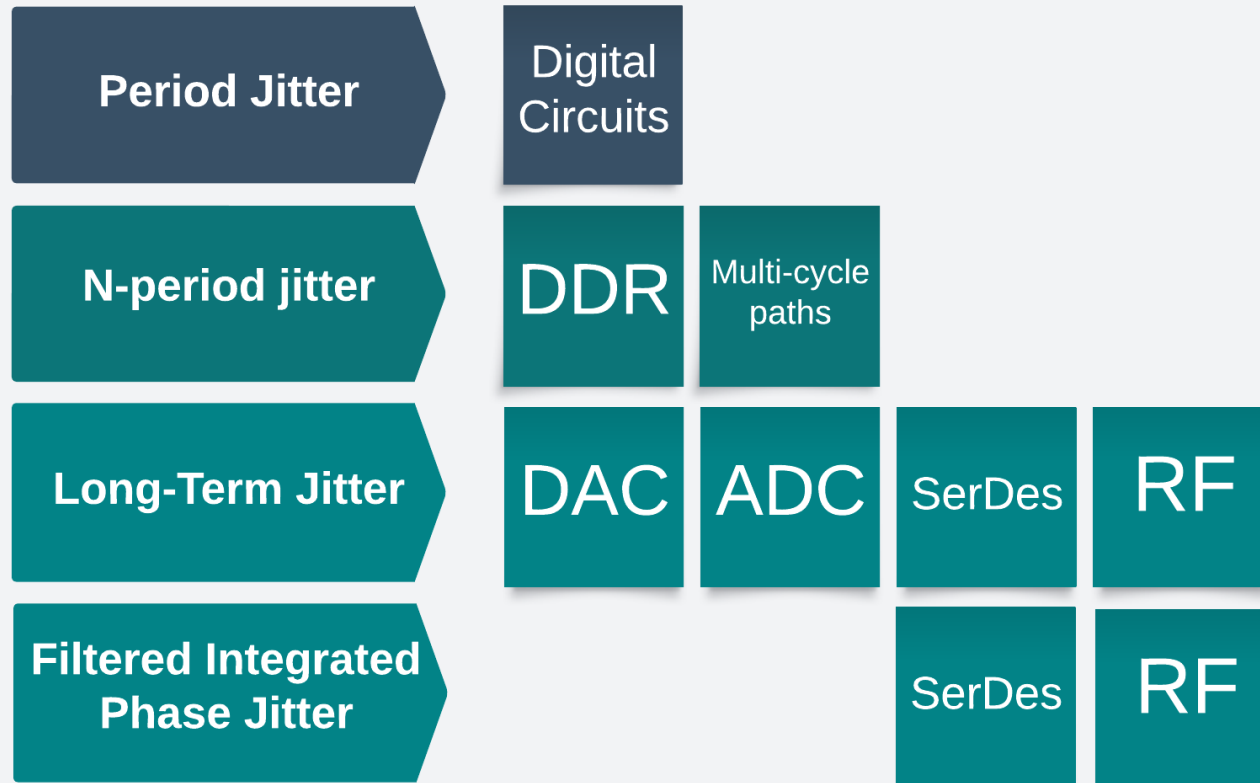 Period Jitter
Digital
Circuits
N-period jitter
DDR
Multi-cycle
paths
Long-Term Jitter
DAC
ADC
SerDes
RF
Filtered Integrated
Phase Jitter
SerDes
RF